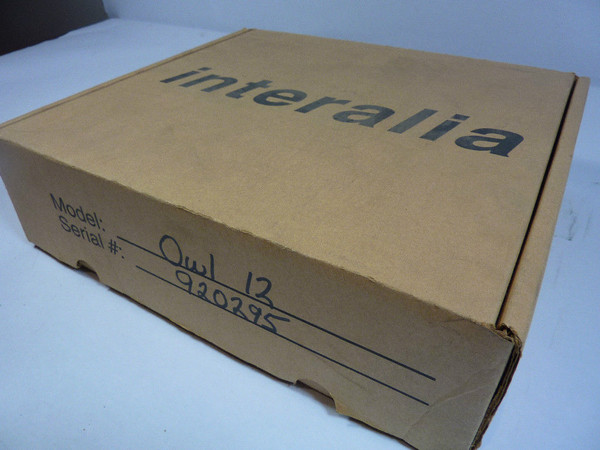 interalia
Model: Owl 12
Serial #: 920295